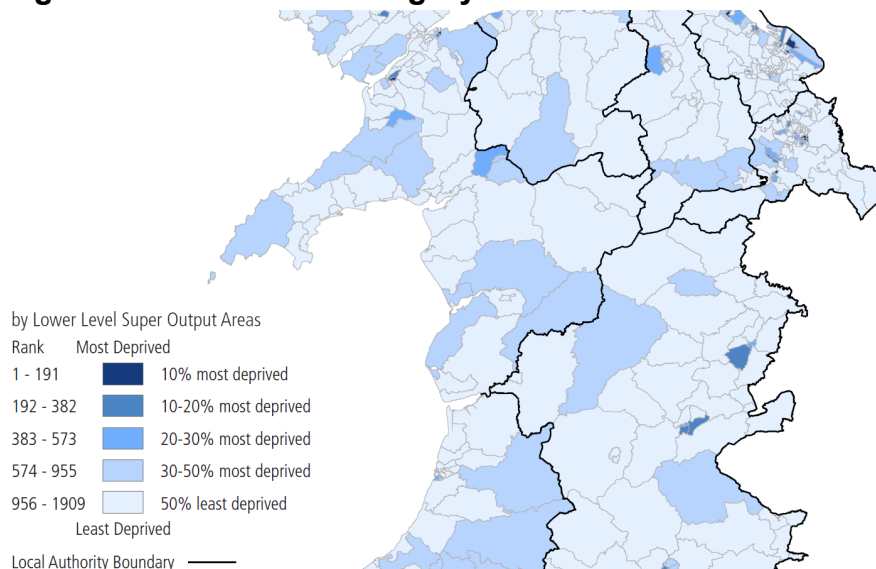 by Lower Level Super Output Areas
Rank Most Deprived
1 - 191 10% most deprived
192 - 382 10-20% most deprived
383 - 573 20-30% most deprived
574 - 955 30-50% most deprived
956 - 1909 50% least deprived
Least Deprived
Local Authority Boundary